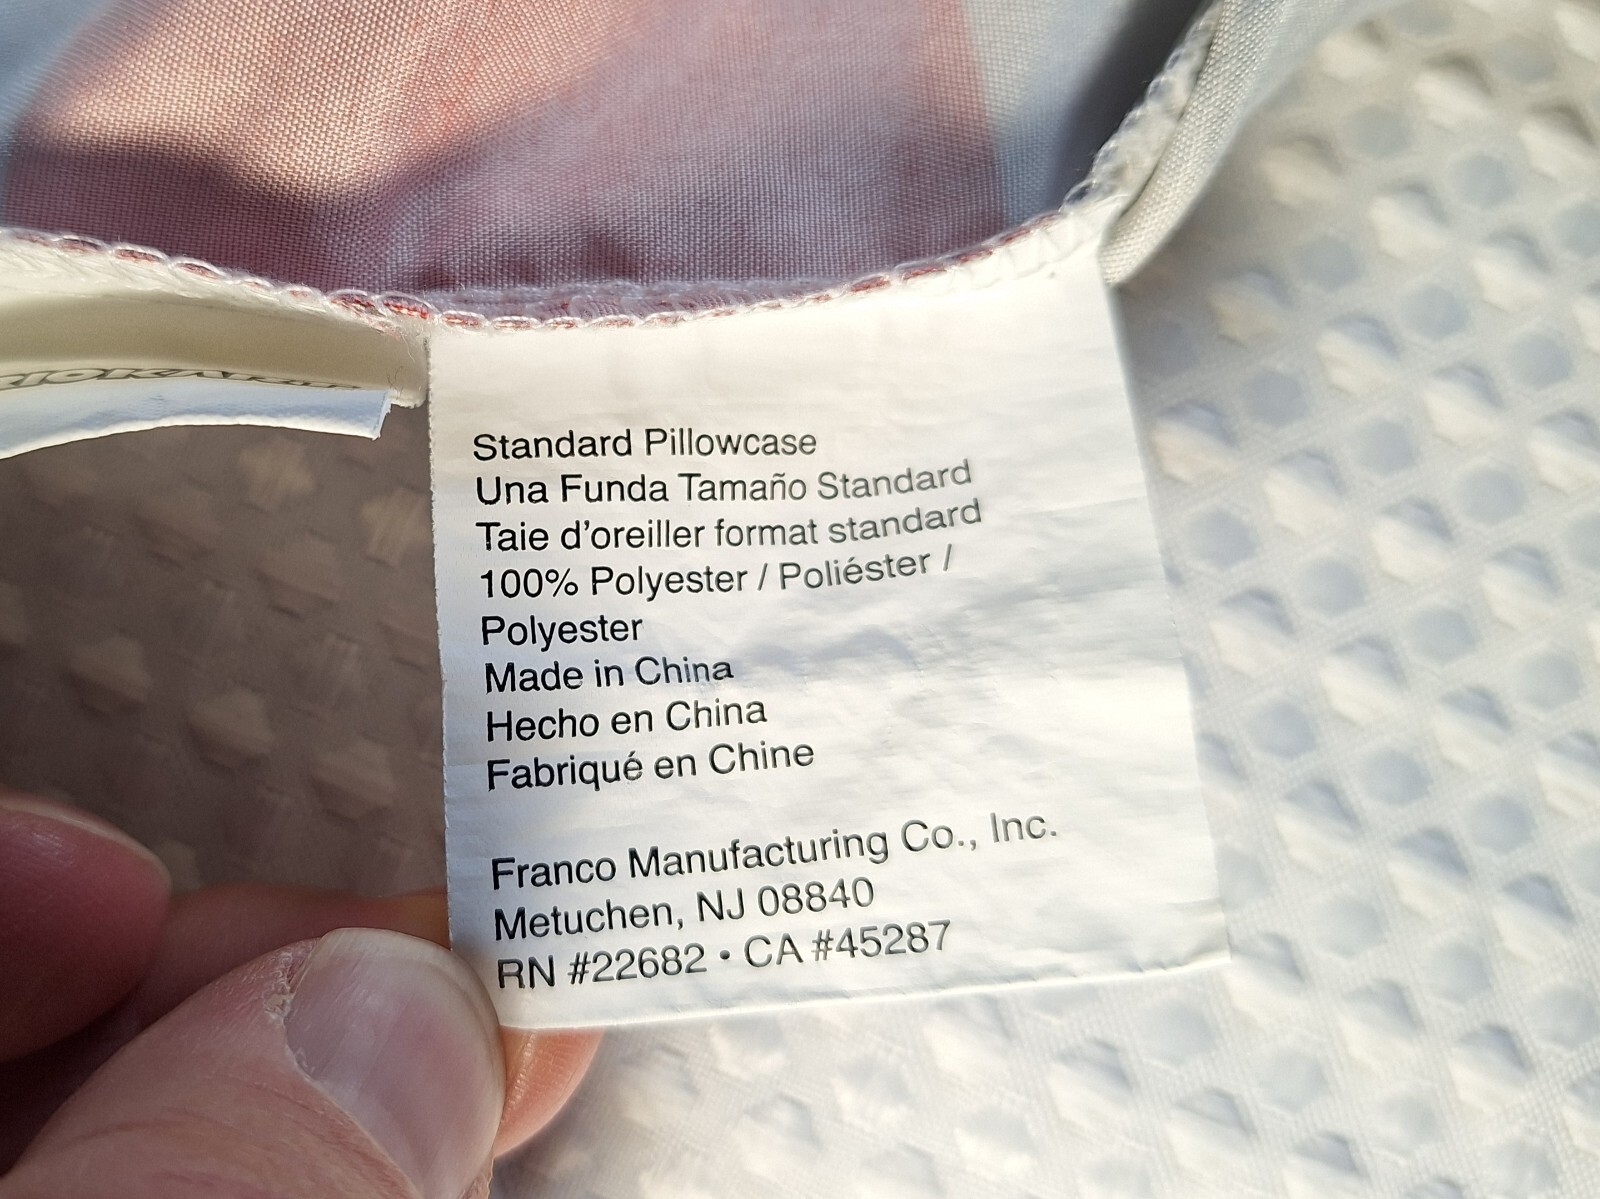 Standard Pillowcase
Una Funda Tamaño Standard
Taie d'oreiller format standard
100% Polyester / Poliéster /
Polyester
Made in China
Hecho en China
Fabriqué en Chine
Franco Manufacturing Co., Inc.
Metuchen, NJ 08840
RN #22682 • CA #45287